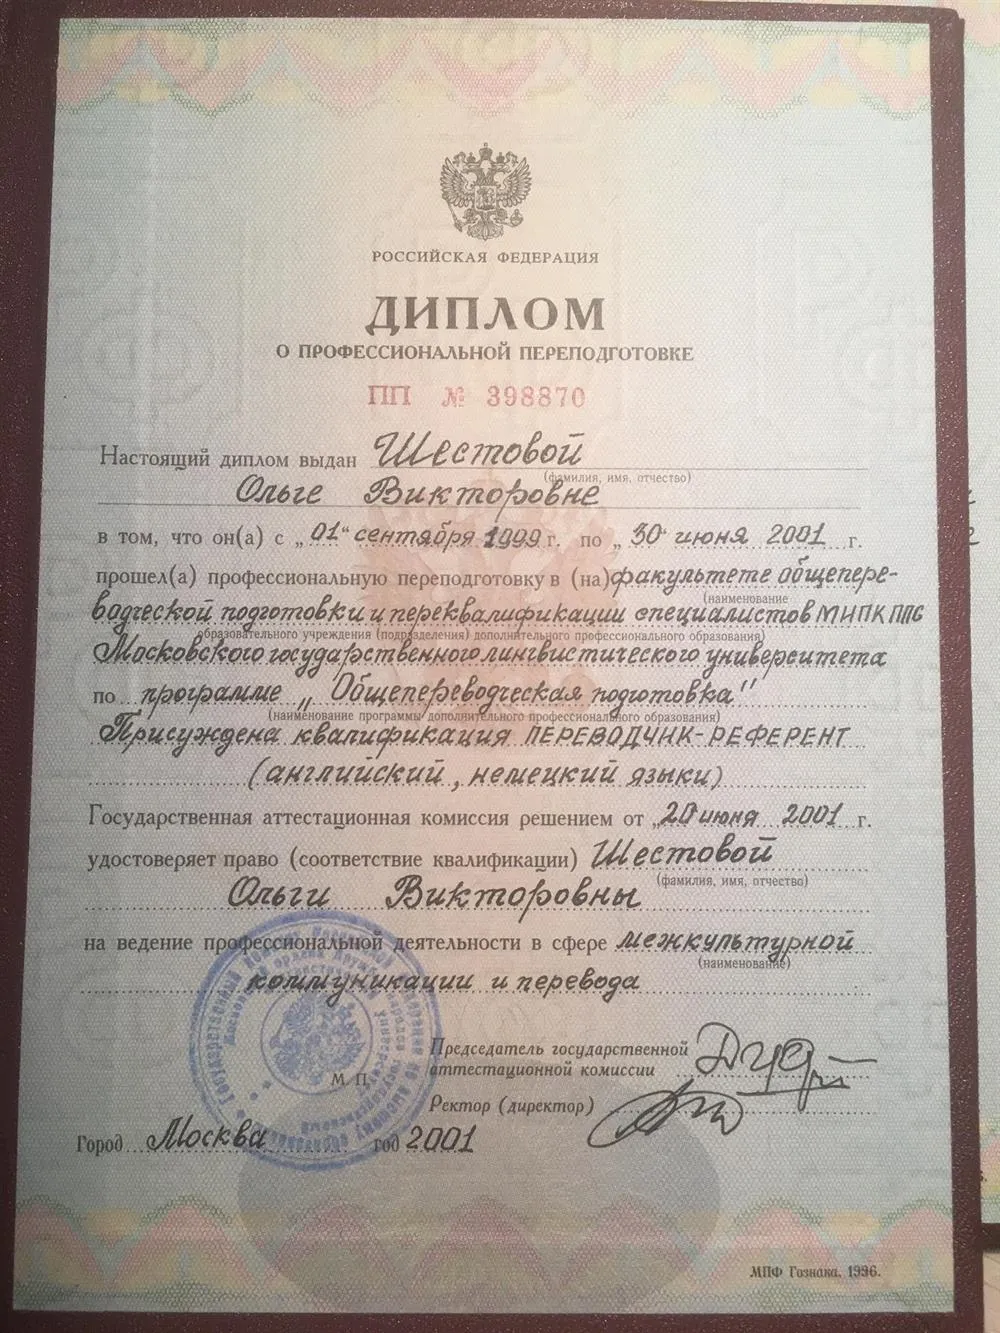 РОССИЙСКАЯ ФЕДЕРАЦИЯ
ДИПЛОМ
О ПРОФЕССИОНАЛЬНОЙ ПЕРЕПОДГОТОВКЕ
ПП № 398870
Настоящий диплом выдан Шестовой
(фамилия, имя, отчество)
Ольге Викторовне
в том, что он(а) с „01“ сентября 1999 г. по „30“ июня 2001 г.
прошел(а) профессиональную переподготовку в (на) факультете общепере-
(наименование
водческой подготовки и переквалификации специалистов МИПК ППС
образовательного учреждения (подразделения) дополнительного профессионального образования)
Московского государственного лингвистического университета
по программе „Общепереводческая подготовка"
(наименование программы дополнительного профессионального образования)
Присуждена квалификация ПЕРЕВОДЧИК-РЕФЕРЕНТ
(английский, немецкий языки)
Государственная аттестационная комиссия решением от „20 июня 2001 г.
удостоверяет право (соответствие квалификации) Шестовой
(фамилия, имя, отчество)
Ольги Викторовны
на ведение профессиональной деятельности в сфере межкультурной
(наименование)
коммуникации и перевода
Председатель государственной
аттестационной комиссии
М. П.
Ректор (директор)
Город Москва год 2001
МПФ Гознака. 1996.